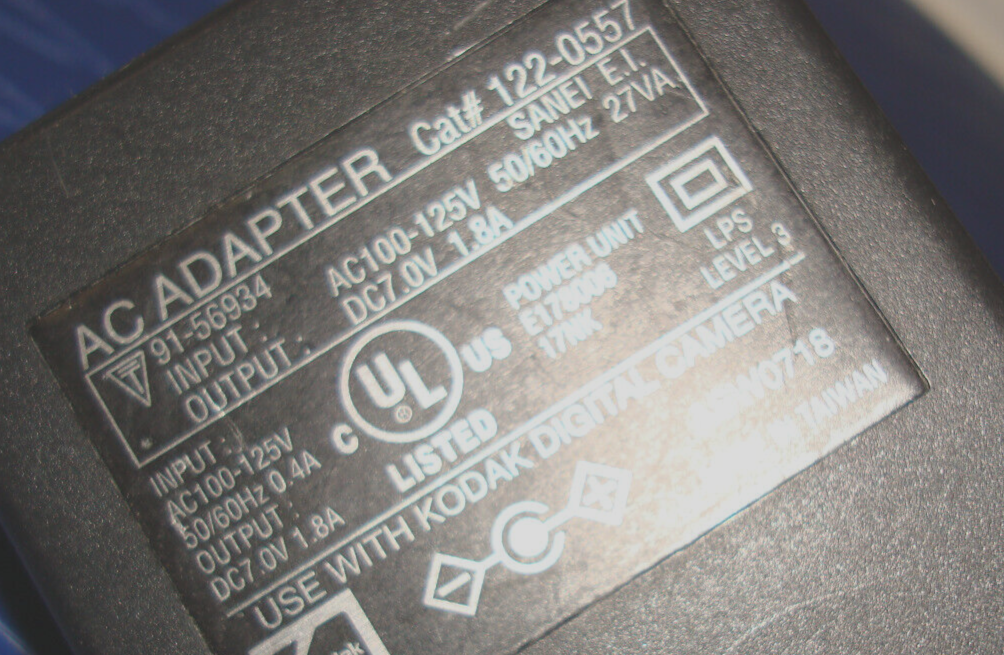 AC ADAPTER Cat# 122-0557
91-56934 SANEI E.I.
INPUT : AC100-125V 50/60Hz 27VA
OUTPUT : DC7.0V 1.8A
INPUT :
AC100-125V
50/60Hz 0.4A
OUTPUT :
DC7.0V 1.8A
C UL US
LISTED
POWER UNIT
17NK
LPS
LEVEL 3
USE WITH KODAK DIGITAL CAMERA
TAIWAN